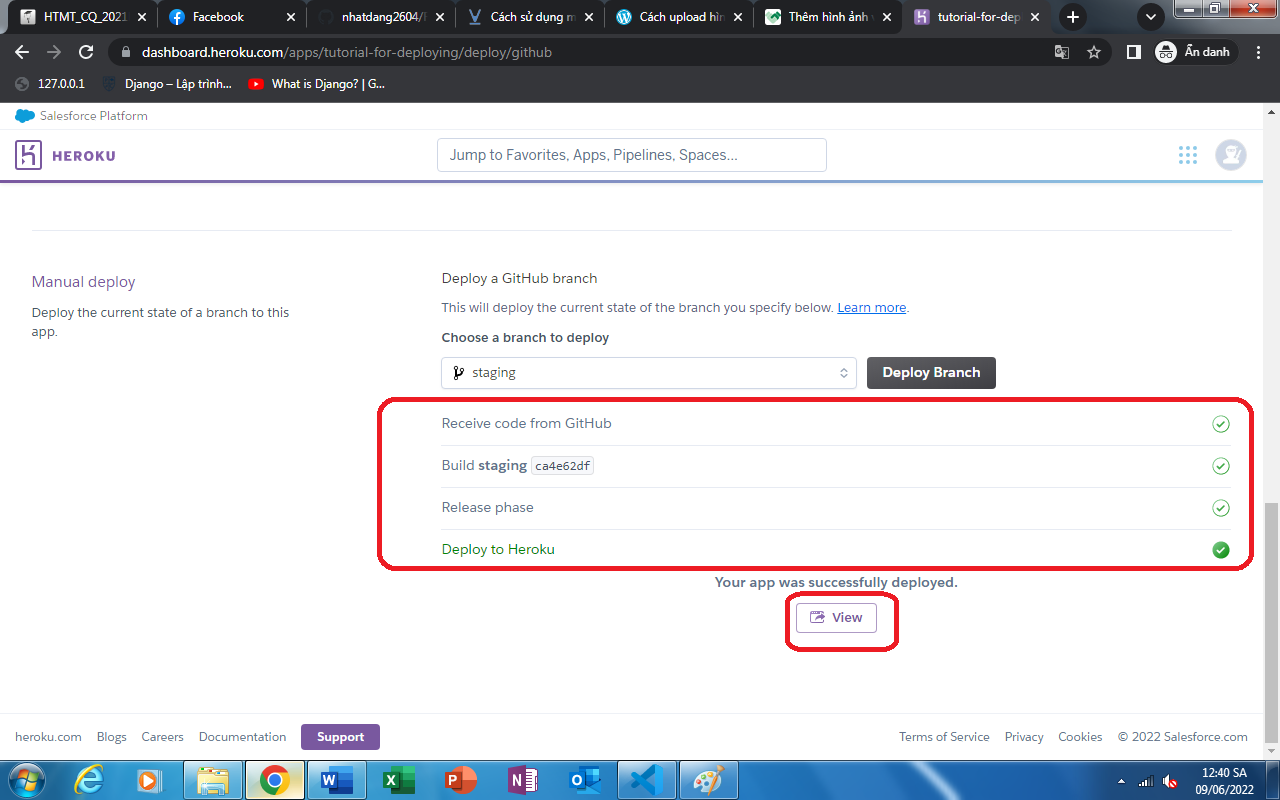 HTMT_CQ_2021
Facebook
nhatdang2604/
Cách sử dụng m
Cách upload hìn
Thêm hình ảnh v
tutorial-for-dep
dashboard.heroku.com/apps/tutorial-for-deploying/deploy/github
Ẩn danh
127.0.0.1
Django – Lập trình...
What is Django? | G...
Salesforce Platform
HEROKU
Jump to Favorites, Apps, Pipelines, Spaces...
Manual deploy
Deploy the current state of a branch to this
app.
Deploy a GitHub branch
This will deploy the current state of the branch you specify below. Learn more.
Choose a branch to deploy
staging
Deploy Branch
Receive code from GitHub
Build staging ca4e62df
Release phase
Deploy to Heroku
Your app was successfully deployed.
View
heroku.com
Blogs
Careers
Documentation
Support
Terms of Service
Privacy
Cookies
© 2022 Salesforce.com
12:40 SA
09/06/2022